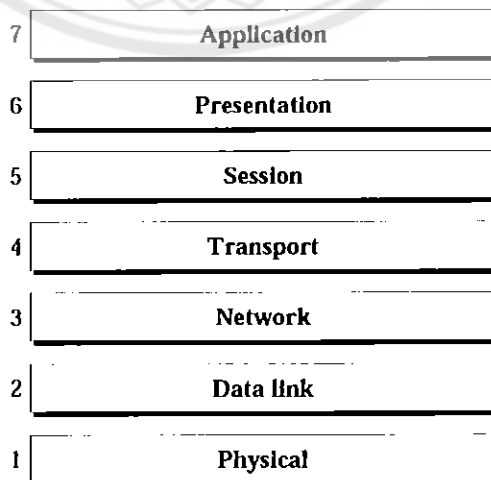 7 Application
6 Presentation
5 Session
4 Transport
3 Network
2 Data link
1 Physical